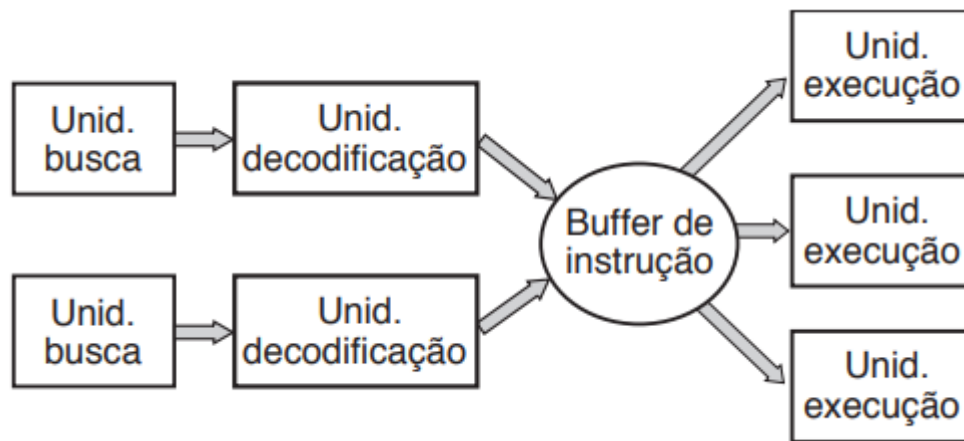 Unid.
busca
Unid.
decodificação
Unid.
busca
Unid.
decodificação
Buffer de
instrução
Unid.
execução
Unid.
execução
Unid.
execução